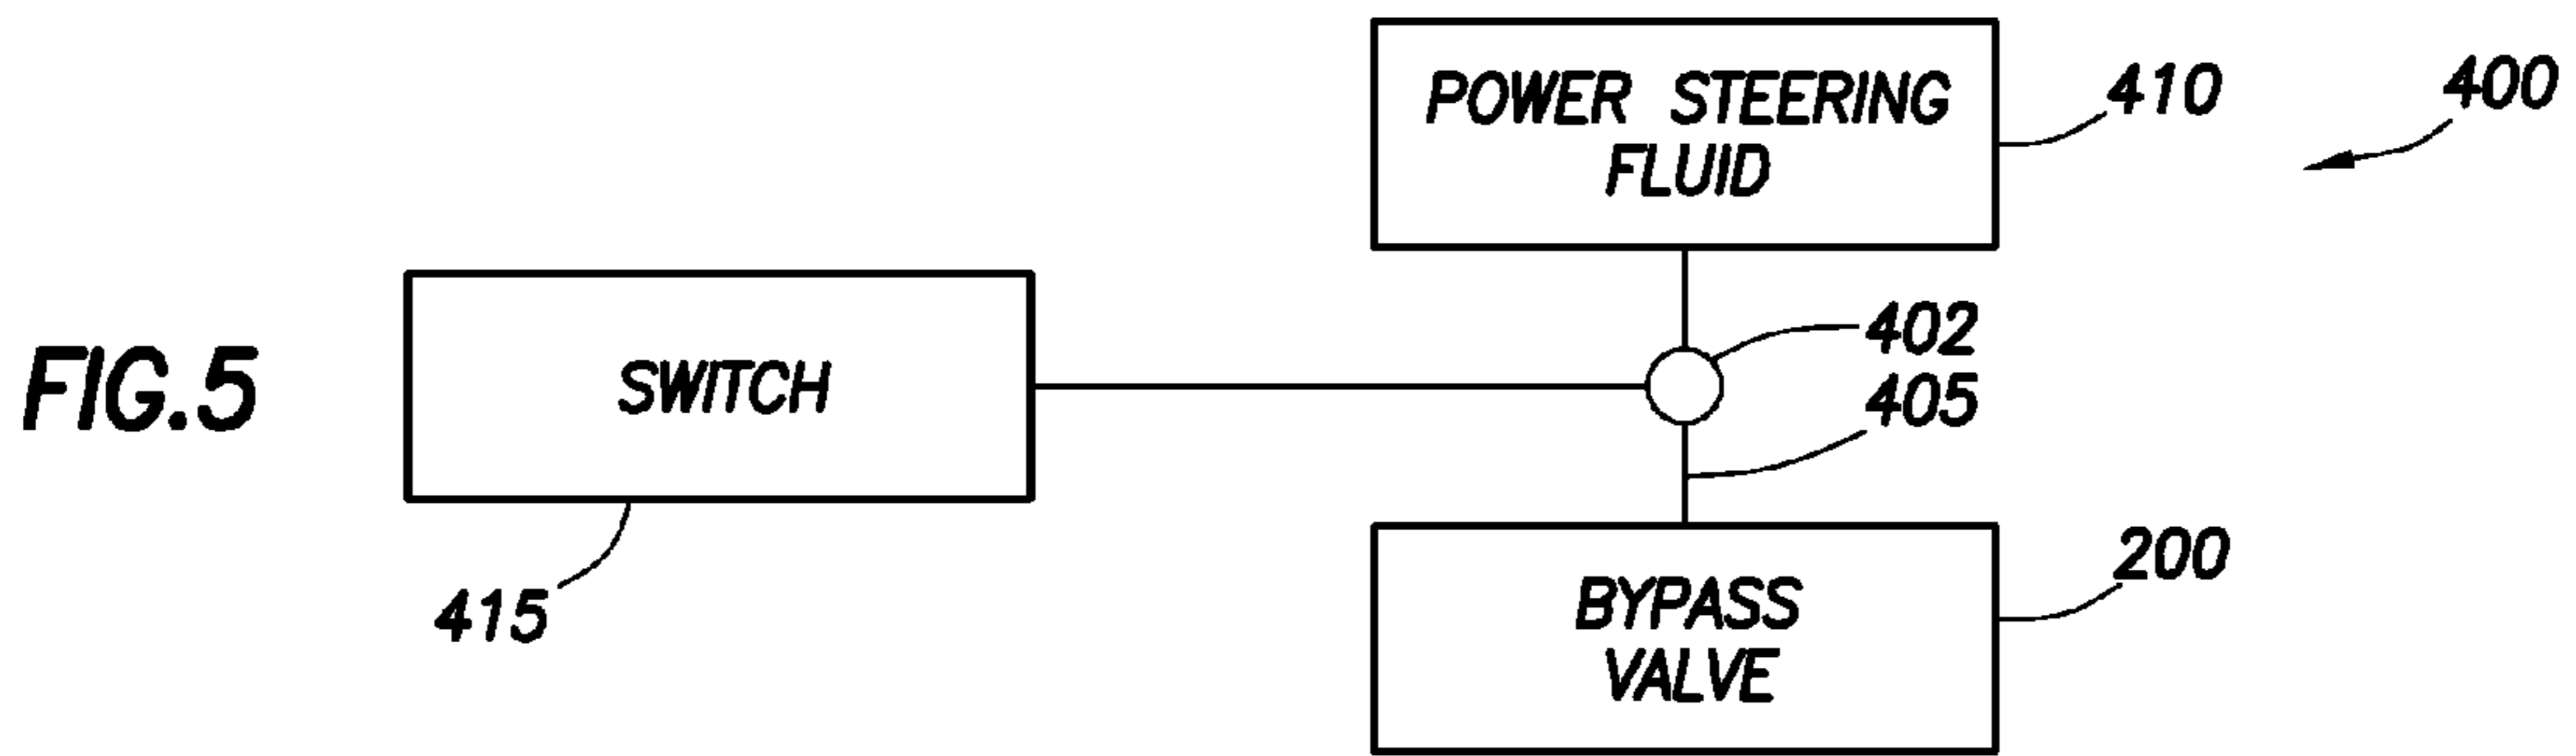 POWER STEERING
FLUID
410
400
402
405
FIG.5
SWITCH
415
BYPASS
VALVE
200